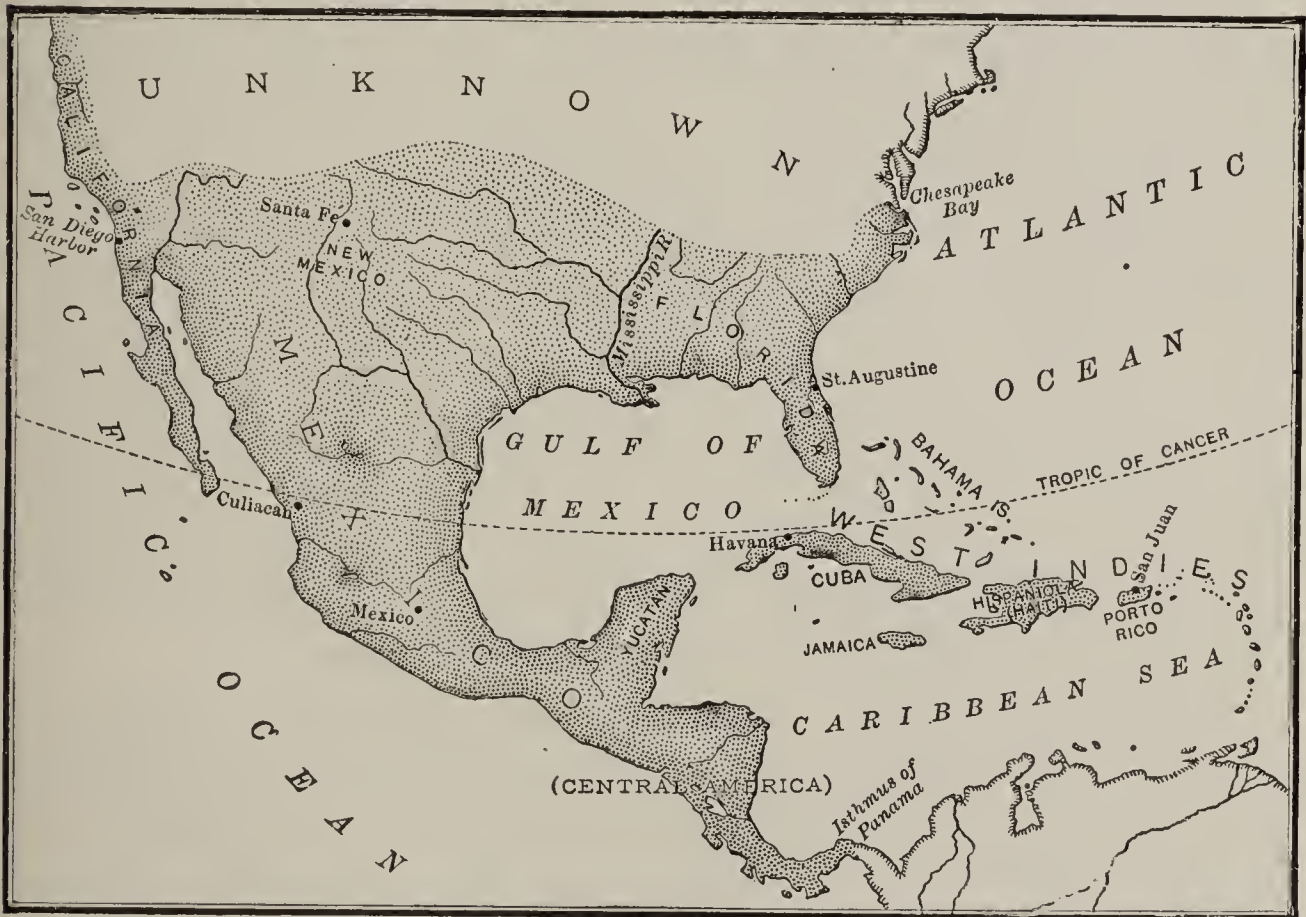 UNKNOWN
CALIFORNIA
PACIFIC OCEAN
San Diego
Harbor
Santa Fe
NEW
MEXICO
Mississippi R
FLORIDA
Chesapeake
Bay
ATLANTIC
OCEAN
St. Augustine
MEXICO
GULF OF
MEXICO
BAHAMA IS
TROPIC OF CANCER
Culiacan
Havana
WEST INDIES
CUBA
San Juan
HISPANIOLA
(HAITI)
PORTO
RICO
Mexico
YUCATAN
JAMAICA
CARIBBEAN SEA
(CENTRAL AMERICA)
Isthmus of
Panama